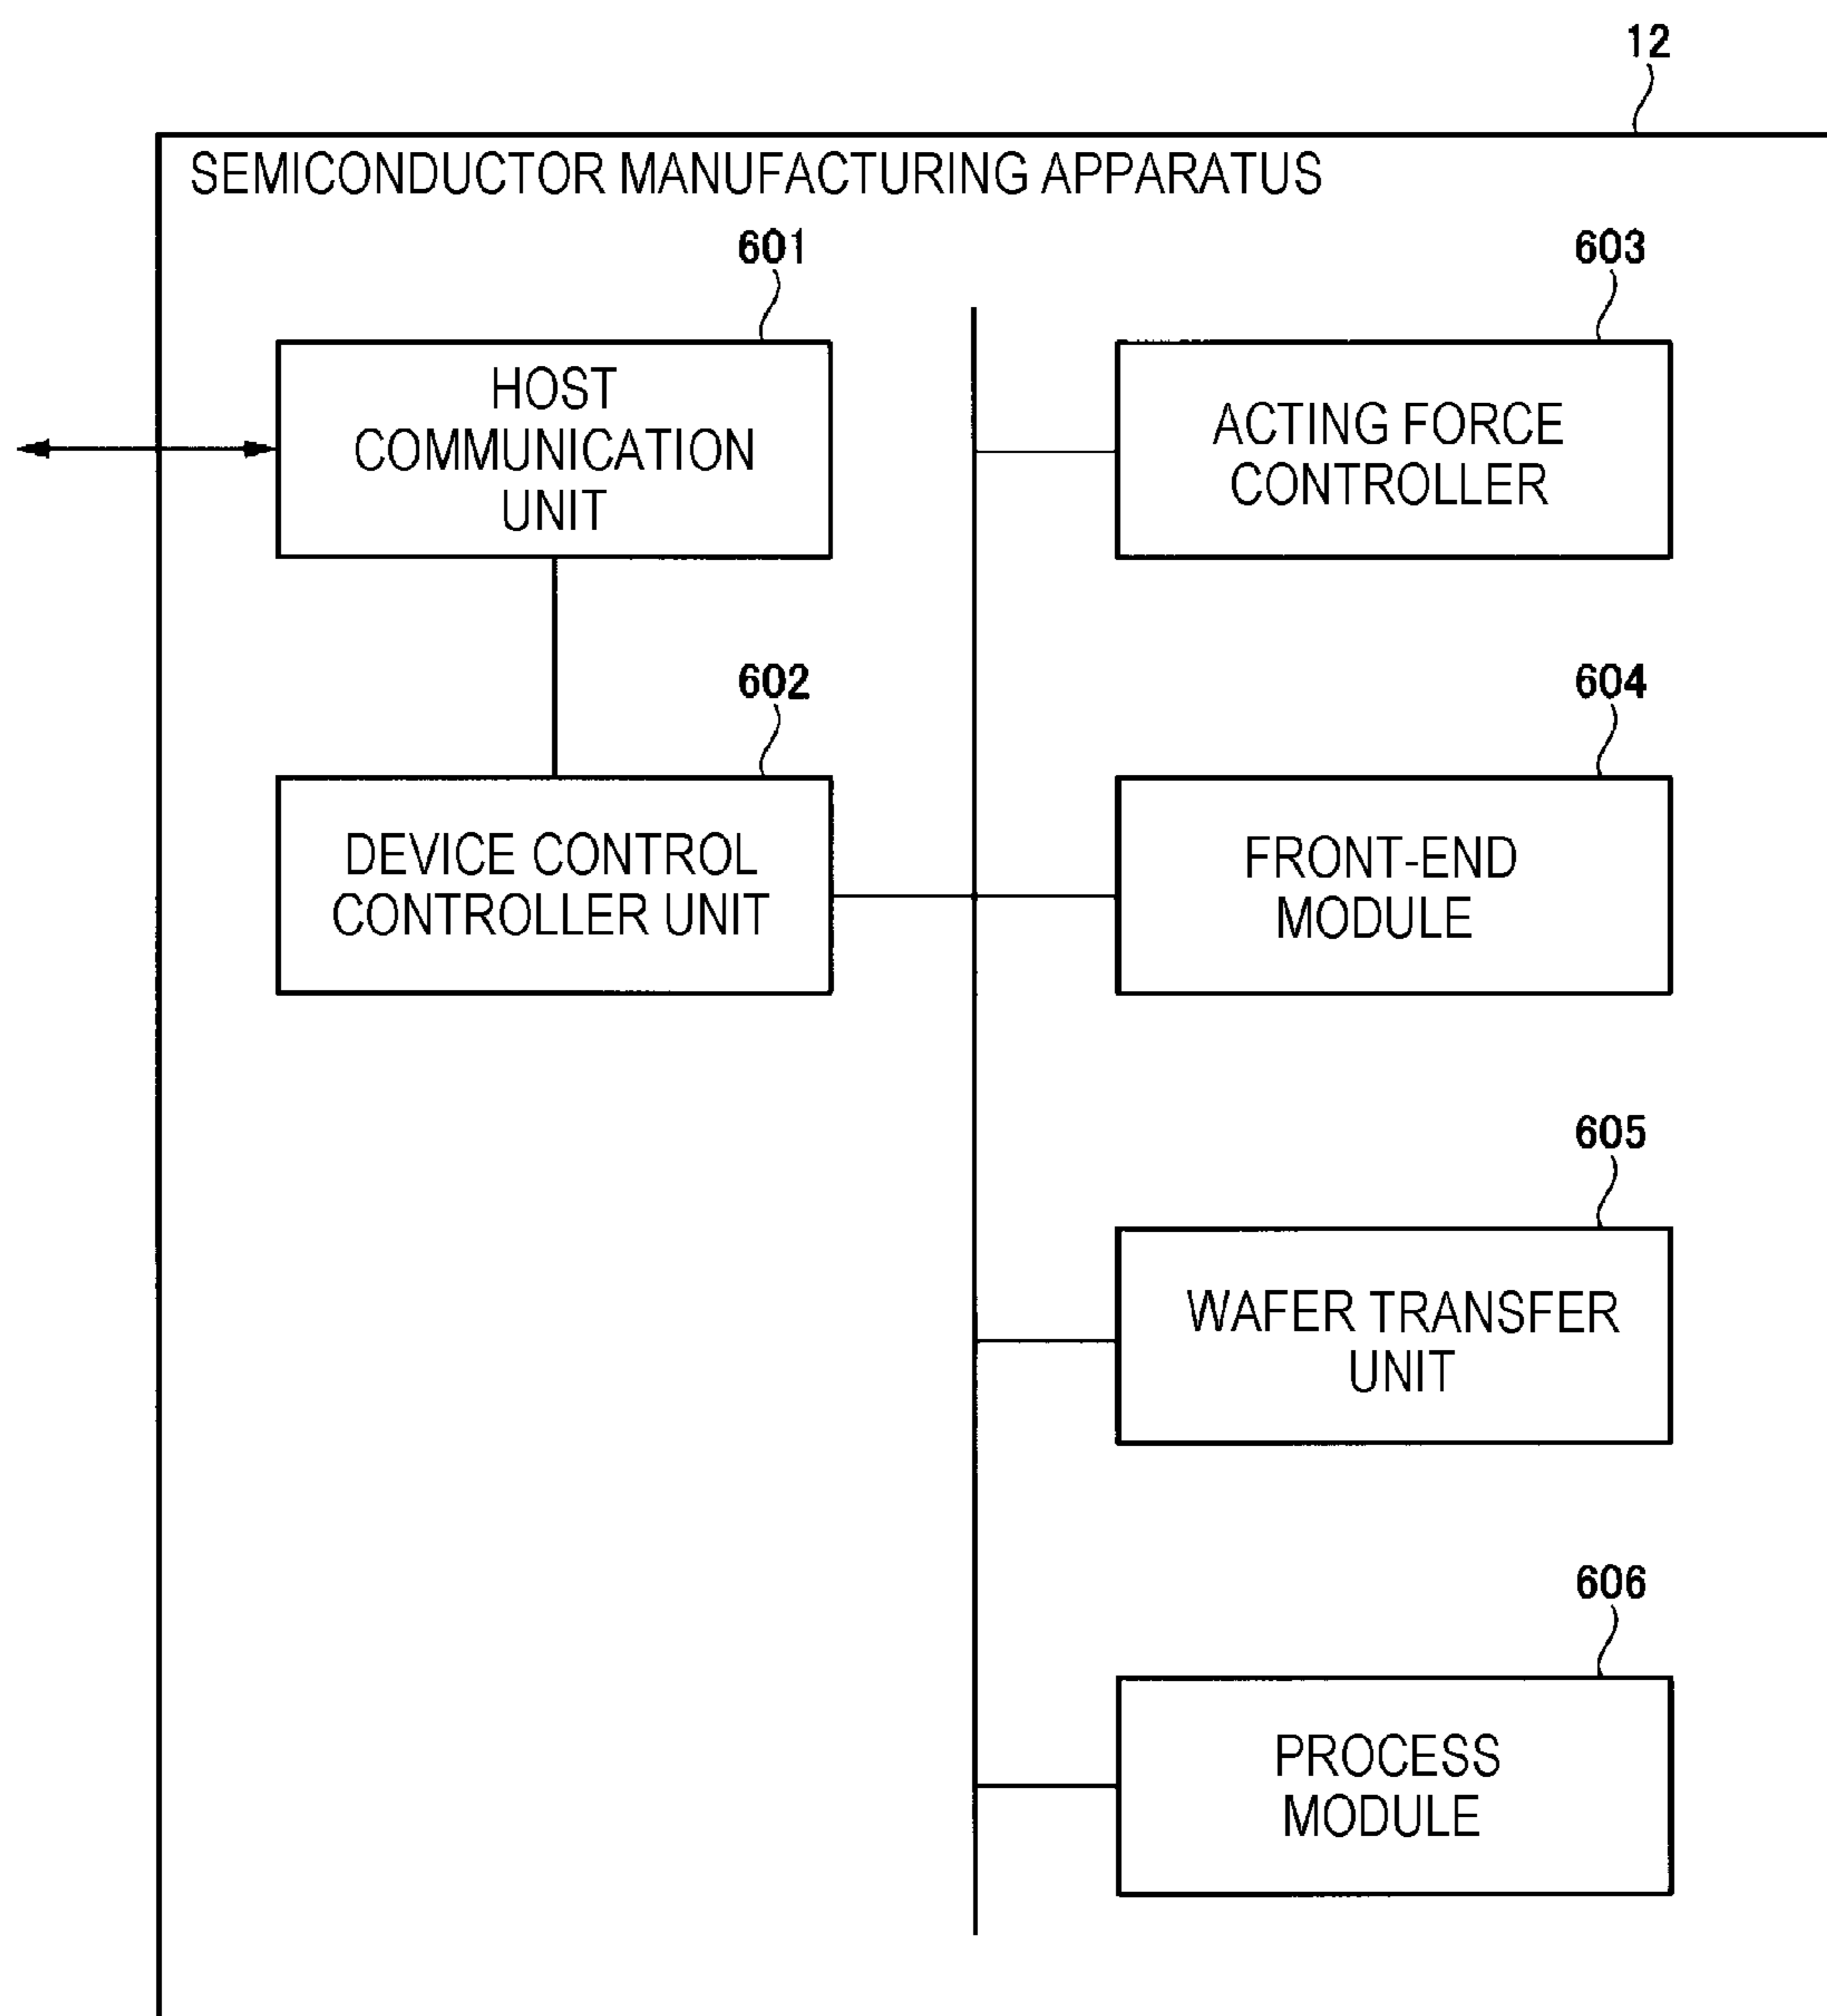 12
SEMICONDUCTOR MANUFACTURING APPARATUS
601
HOST
COMMUNICATION
UNIT
603
ACTING FORCE
CONTROLLER
602
DEVICE CONTROL
CONTROLLER UNIT
604
FRONT-END
MODULE
605
WAFER TRANSFER
UNIT
606
PROCESS
MODULE